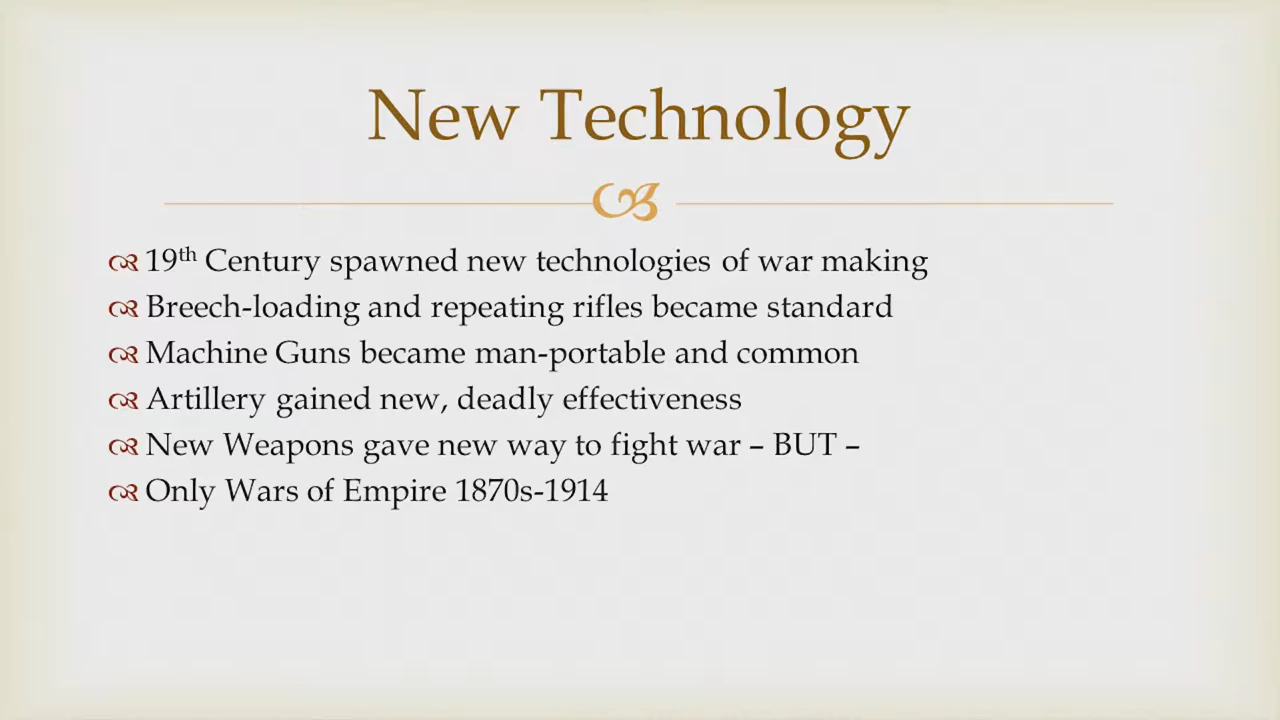 New Technology
19th Century spawned new technologies of war making
Breech-loading and repeating rifles became standard
Machine Guns became man-portable and common
Artillery gained new, deadly effectiveness
New Weapons gave new way to fight war – BUT –
Only Wars of Empire 1870s-1914